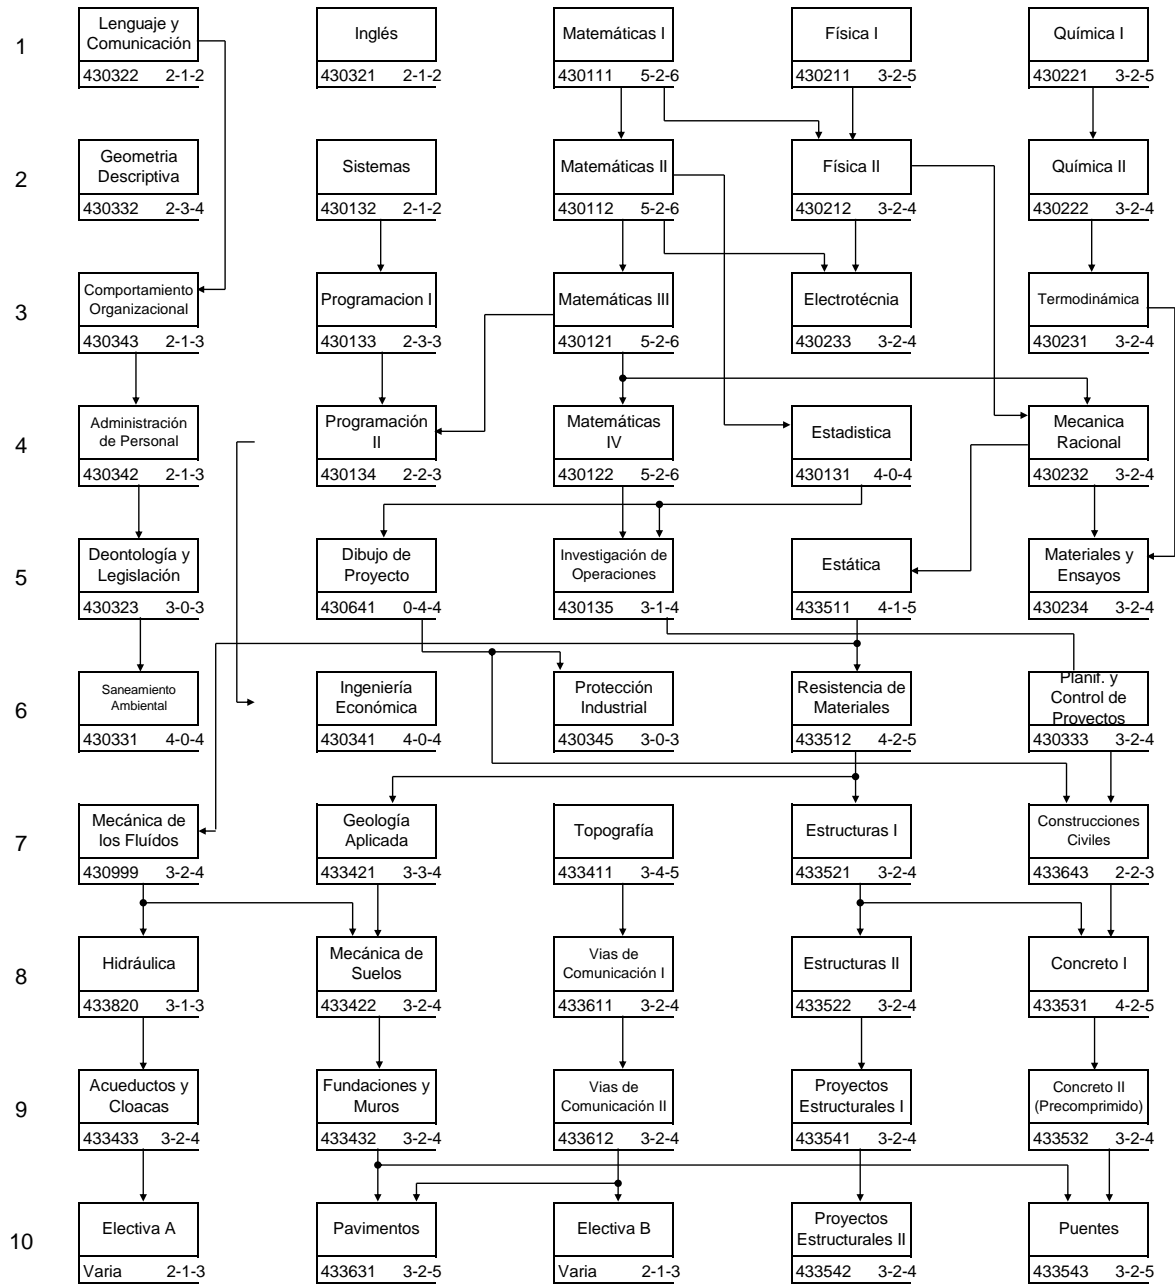 1
Lenguaje y
Comunicación
430322 2-1-2
Inglés
430321 2-1-2
Matemáticas I
430111 5-2-6
Física I
430211 3-2-5
Química I
430221 3-2-5
2
Geometria
Descriptiva
430332 2-3-4
Sistemas
430132 2-1-2
Matemáticas II
430112 5-2-6
Física II
430212 3-2-4
Química II
430222 3-2-4
3
Comportamiento
Organizacional
430343 2-1-3
Programacion I
430133 2-3-3
Matemáticas III
430121 5-2-6
Electrotécnia
430233 3-2-4
Termodinámica
430231 3-2-4
4
Administración
de Personal
430342 2-1-3
Programación
II
430134 2-2-3
Matemáticas
IV
430122 5-2-6
Estadistica
430131 4-0-4
Mecanica
Racional
430232 3-2-4
5
Deontología y
Legislación
430323 3-0-3
Dibujo de
Proyecto
430641 0-4-4
Investigación de
Operaciones
430135 3-1-4
Estática
433511 4-1-5
Materiales y
Ensayos
430234 3-2-4
6
Saneamiento
Ambiental
430331 4-0-4
Ingeniería
Económica
430341 4-0-4
Protección
Industrial
430345 3-0-3
Resistencia de
Materiales
433512 4-2-5
Planif. y
Control de
Proyectos
430333 3-2-4
7
Mecánica de
los Fluídos
430999 3-2-4
Geología
Aplicada
433421 3-3-4
Topografía
433411 3-4-5
Estructuras I
433521 3-2-4
Construcciones
Civiles
433643 2-2-3
8
Hidráulica
433820 3-1-3
Mecánica de
Suelos
433422 3-2-4
Vias de
Comunicación I
433611 3-2-4
Estructuras II
433522 3-2-4
Concreto I
433531 4-2-5
9
Acueductos y
Cloacas
433433 3-2-4
Fundaciones y
Muros
433432 3-2-4
Vias de
Comunicación II
433612 3-2-4
Proyectos
Estructurales I
433541 3-2-4
Concreto II
(Precomprimido)
433532 3-2-4
10
Electiva A
Varia 2-1-3
Pavimentos
433631 3-2-5
Electiva B
Varia 2-1-3
Proyectos
Estructurales II
433542 3-2-4
Puentes
433543 3-2-5